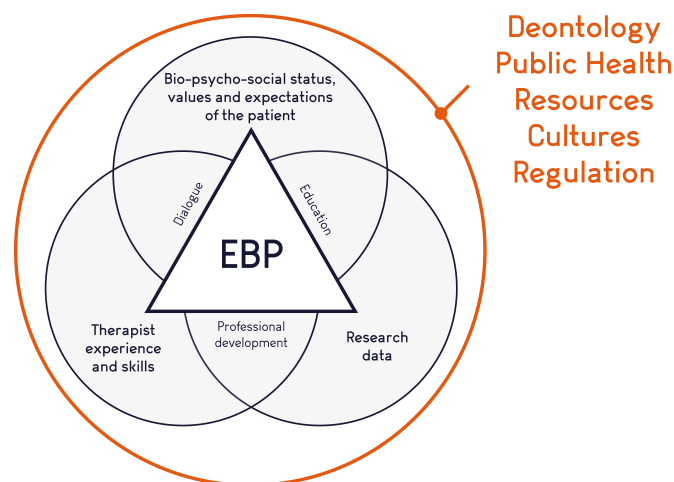 Deontology
Public Health
Resources
Cultures
Regulation
Bio-psycho-social status,
values and expectations
of the patient
Dialogue
Education
EBP
Therapist
experience
and skills
Professional
development
Research
data